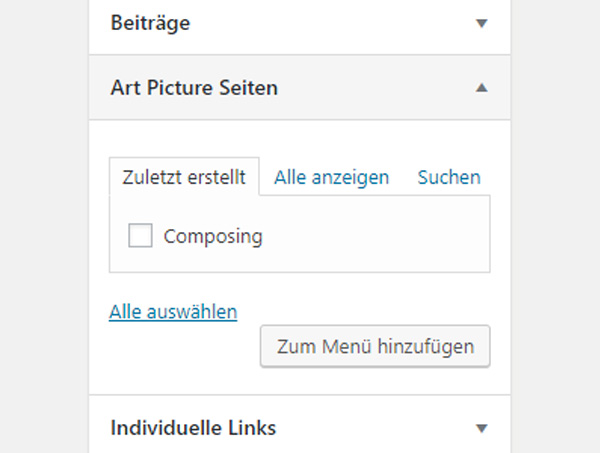 Beiträge
Art Picture Seiten
Zuletzt erstellt Alle anzeigen Suchen
Composing
Alle auswählen
Zum Menü hinzufügen
Individuelle Links